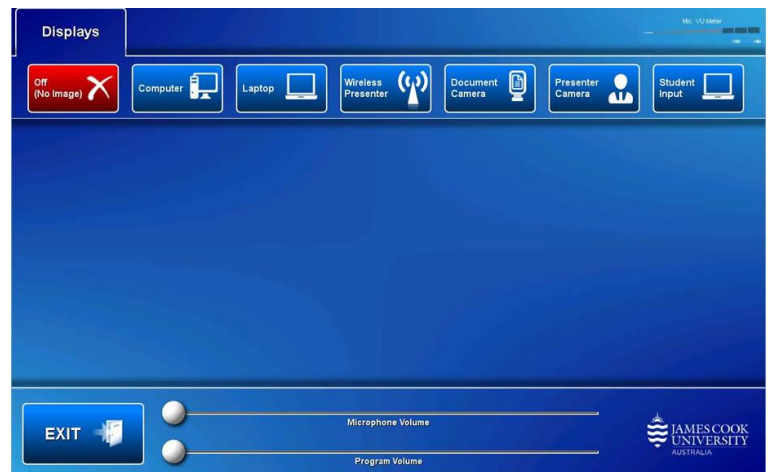 Displays
Mic. VU Meter
Off
(No Image)
Computer
Laptop
Wireless
Presenter
Document
Camera
Presenter
Camera
Student
Input
EXIT
Microphone Volume
Program Volume
JAMES COOK
UNIVERSITY
AUSTRALIA